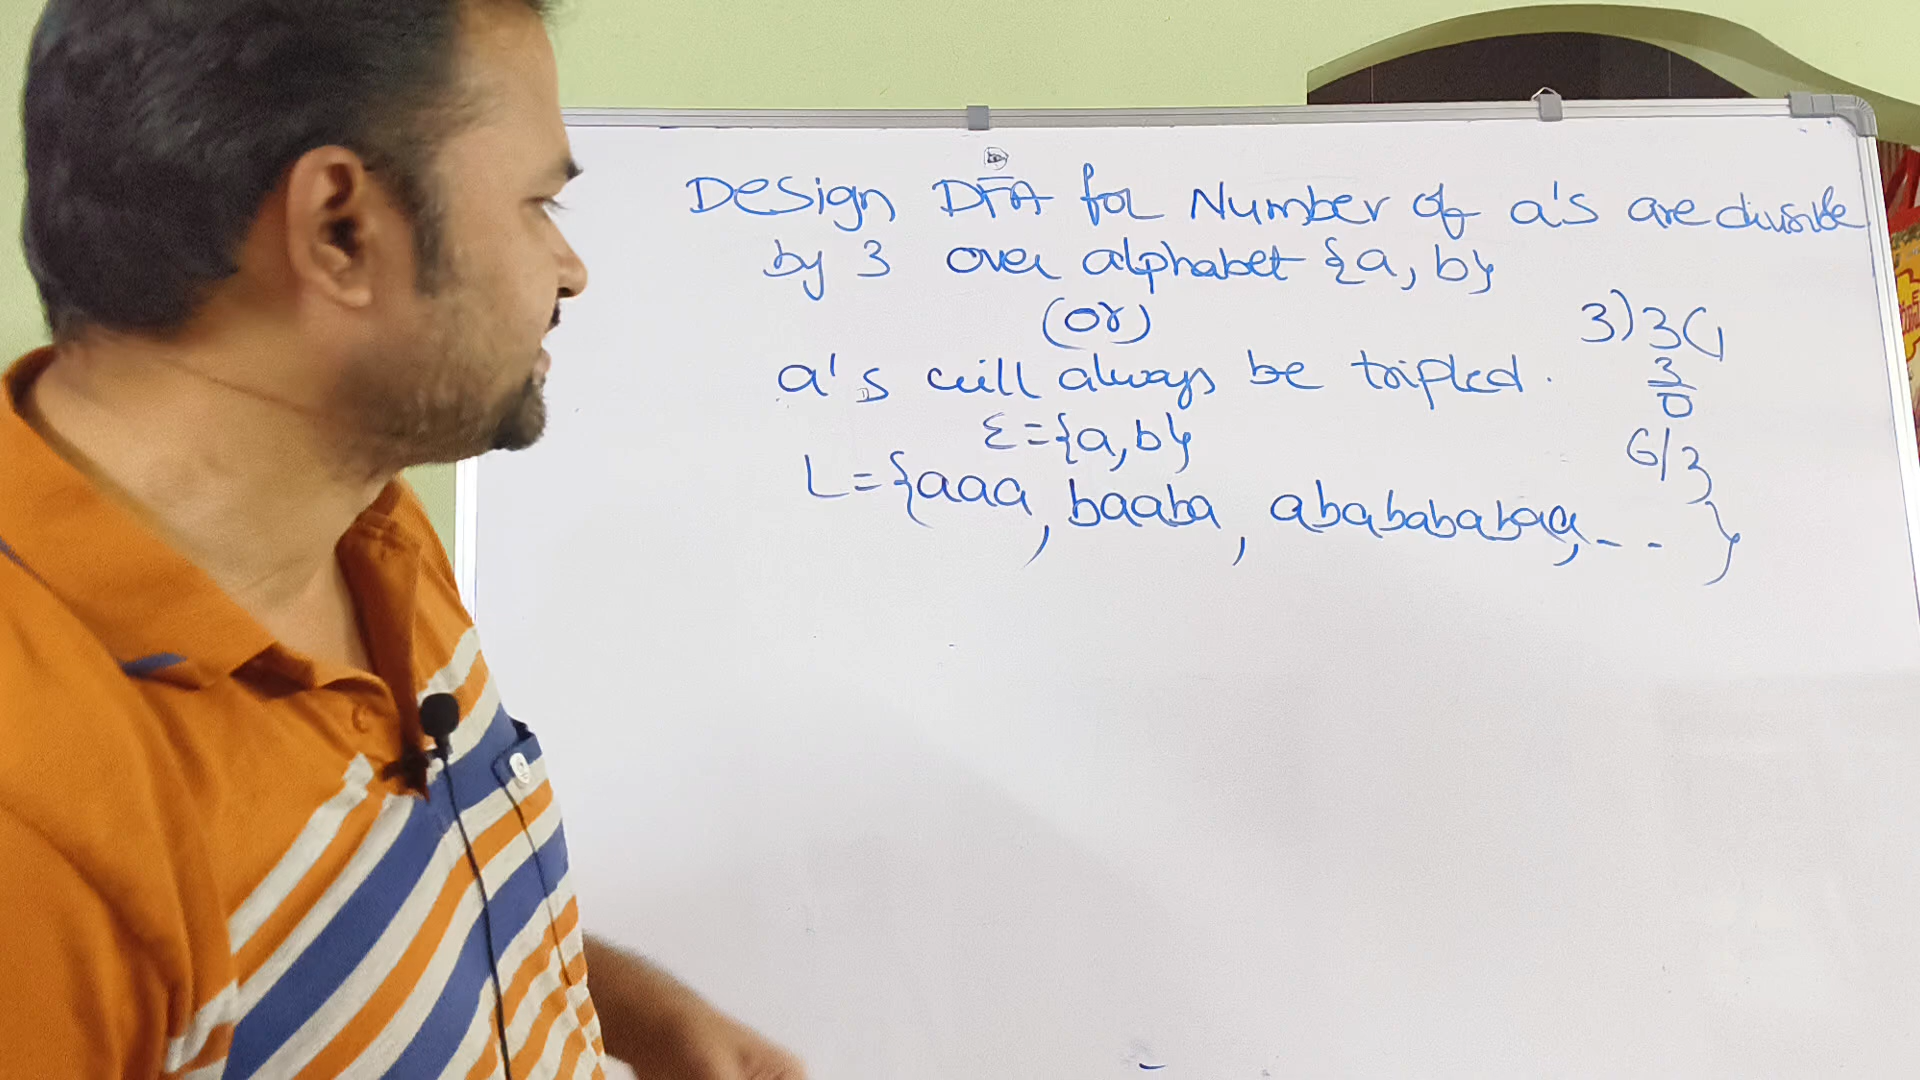 Design DFA for Number of a's are divisible
by 3 over alphabet {a, b}
(or)
a's will always be tripled.
Σ={a,b}
L={aaa, baaba, ababababaa, - - }
3)3(1
3
0
6/3